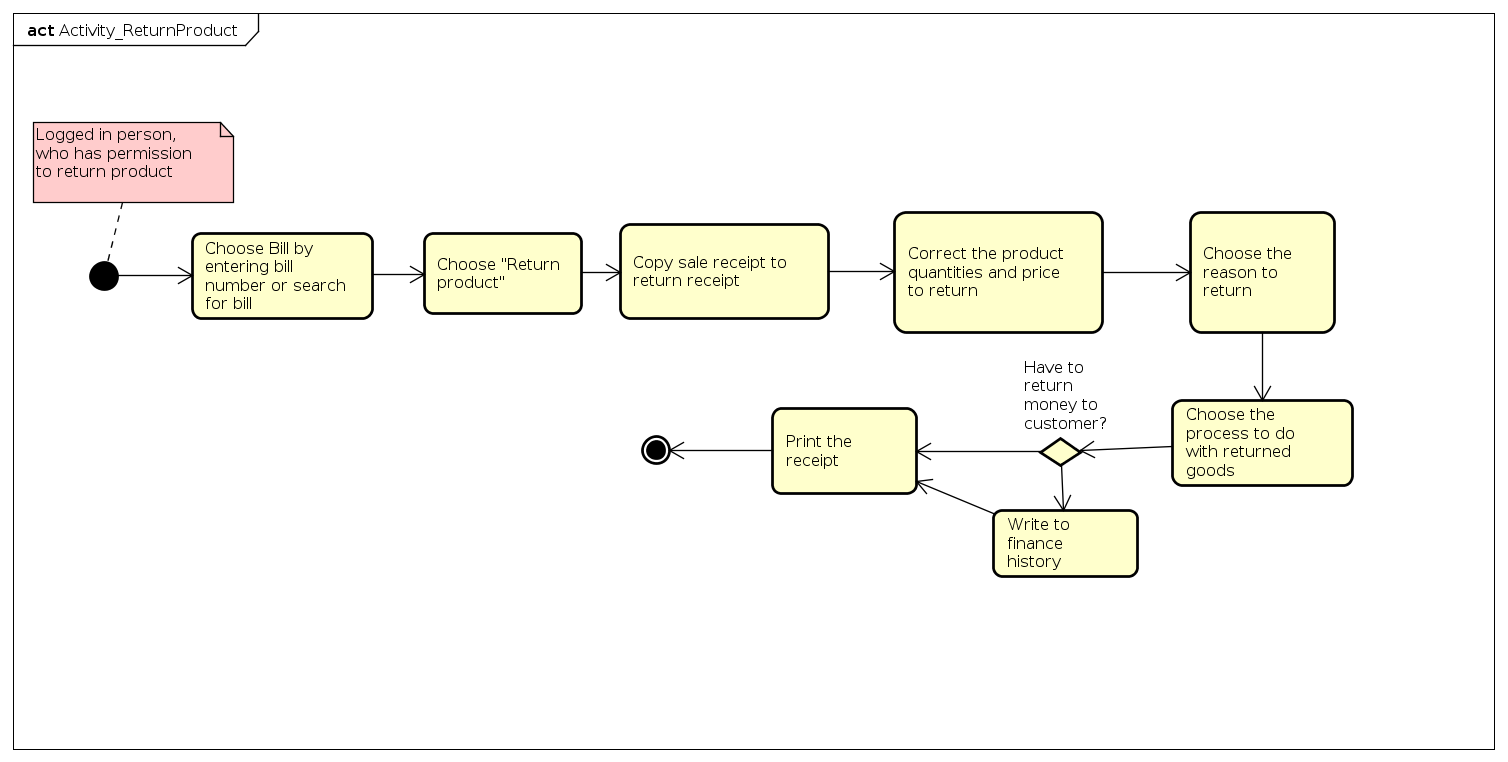 act Activity_ReturnProduct
Logged in person,
who has permission
to return product
Choose Bill by
entering bill
number or search
for bill
Choose "Return
product"
Copy sale receipt to
return receipt
Correct the product
quantities and price
to return
Choose the
reason to
return
Choose the
process to do
with returned
goods
Have to
return
money to
customer?
Write to
finance
history
Print the
receipt